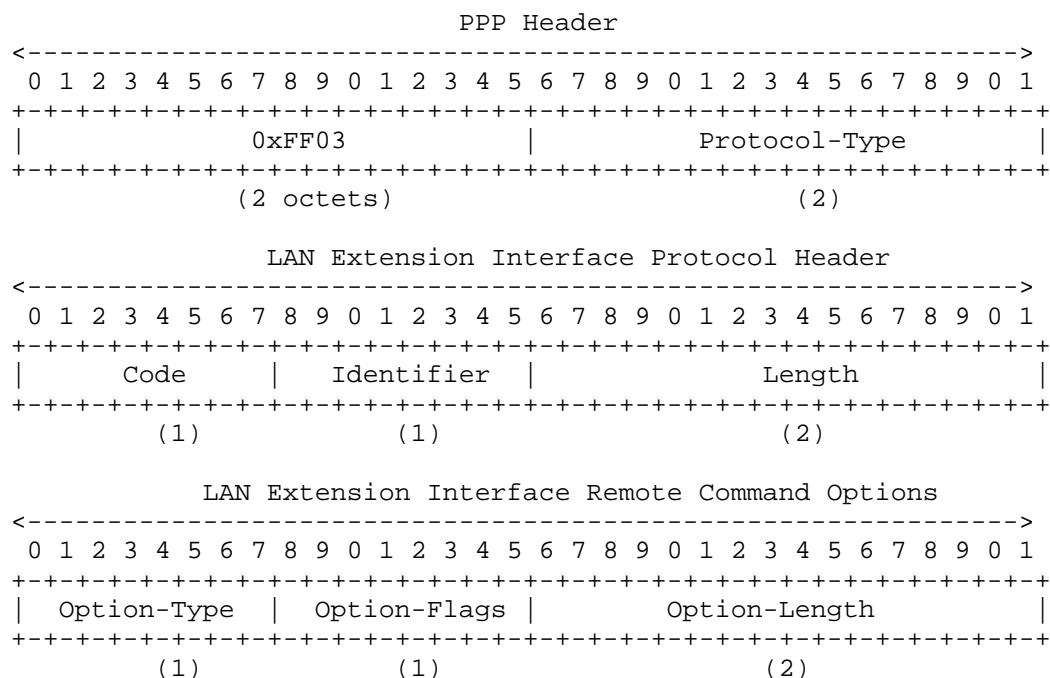 PPP Header
<-------------------------------------------------------------->
 0 1 2 3 4 5 6 7 8 9 0 1 2 3 4 5 6 7 8 9 0 1 2 3 4 5 6 7 8 9 0 1
+-+-+-+-+-+-+-+-+-+-+-+-+-+-+-+-+-+-+-+-+-+-+-+-+-+-+-+-+-+-+-+-+
|              0xFF03           |          Protocol-Type        |
+-+-+-+-+-+-+-+-+-+-+-+-+-+-+-+-+-+-+-+-+-+-+-+-+-+-+-+-+-+-+-+-+
              (2 octets)                         (2)
                LAN Extension Interface Protocol Header
<-------------------------------------------------------------->
 0 1 2 3 4 5 6 7 8 9 0 1 2 3 4 5 6 7 8 9 0 1 2 3 4 5 6 7 8 9 0 1
+-+-+-+-+-+-+-+-+-+-+-+-+-+-+-+-+-+-+-+-+-+-+-+-+-+-+-+-+-+-+-+-+
|      Code     |   Identifier  |              Length           |
+-+-+-+-+-+-+-+-+-+-+-+-+-+-+-+-+-+-+-+-+-+-+-+-+-+-+-+-+-+-+-+-+
         (1)            (1)                     (2)
            LAN Extension Interface Remote Command Options
<-------------------------------------------------------------->
 0 1 2 3 4 5 6 7 8 9 0 1 2 3 4 5 6 7 8 9 0 1 2 3 4 5 6 7 8 9 0 1
+-+-+-+-+-+-+-+-+-+-+-+-+-+-+-+-+-+-+-+-+-+-+-+-+-+-+-+-+-+-+-+-+
|  Option-Type  |  Option-Flags |        Option-Length          |
+-+-+-+-+-+-+-+-+-+-+-+-+-+-+-+-+-+-+-+-+-+-+-+-+-+-+-+-+-+-+-+-+
         (1)            (1)                    (2)